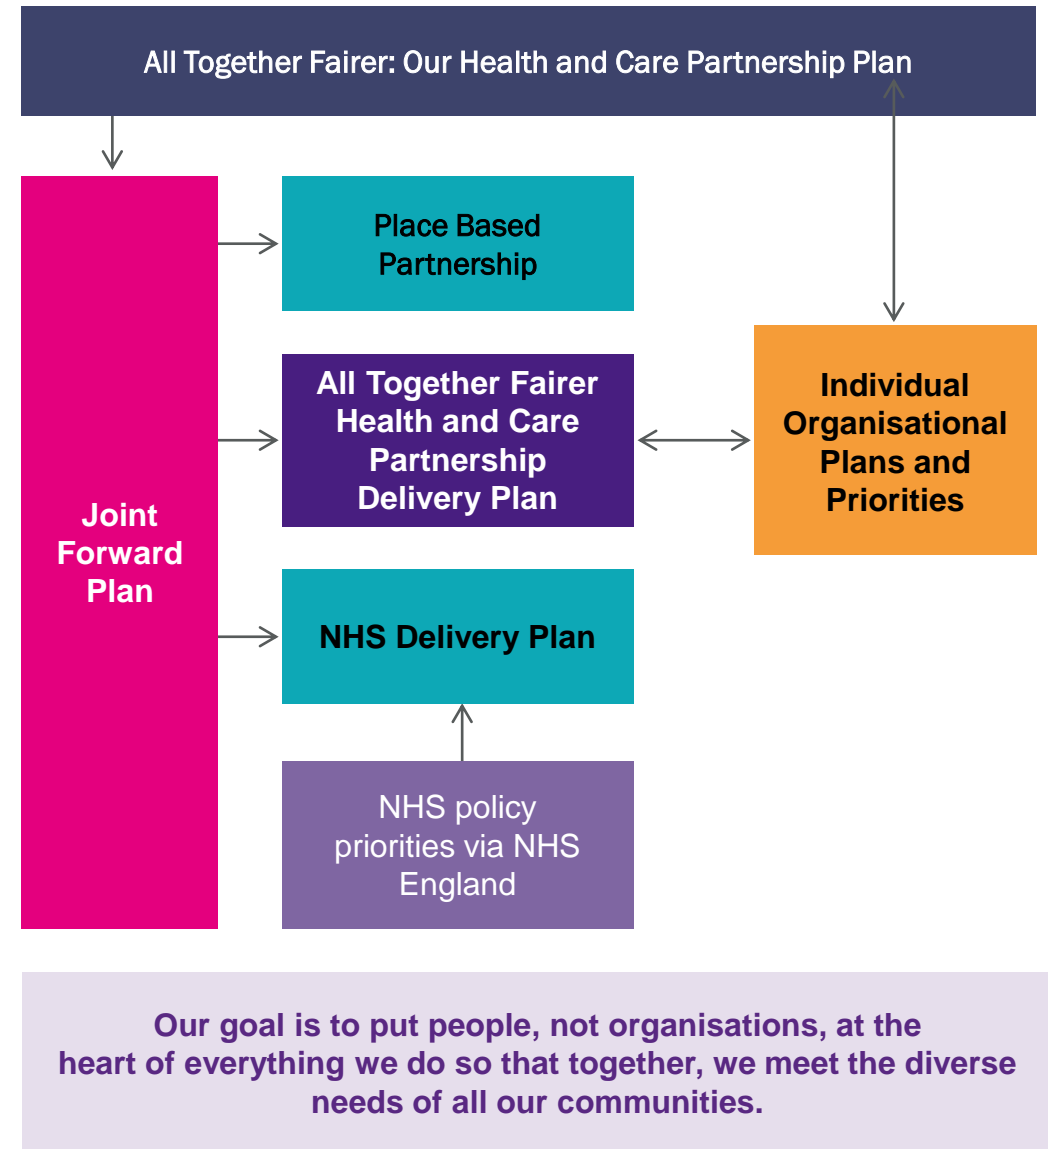 All Together Fairer: Our Health and Care Partnership Plan
Place Based
Partnership
All Together Fairer
Health and Care
Partnership
Delivery Plan
Individual
Organisational
Plans and
Priorities
Joint
Forward
Plan
NHS Delivery Plan
NHS policy
priorities via NHS
England
Our goal is to put people, not organisations, at the
heart of everything we do so that together, we meet the diverse
needs of all our communities.